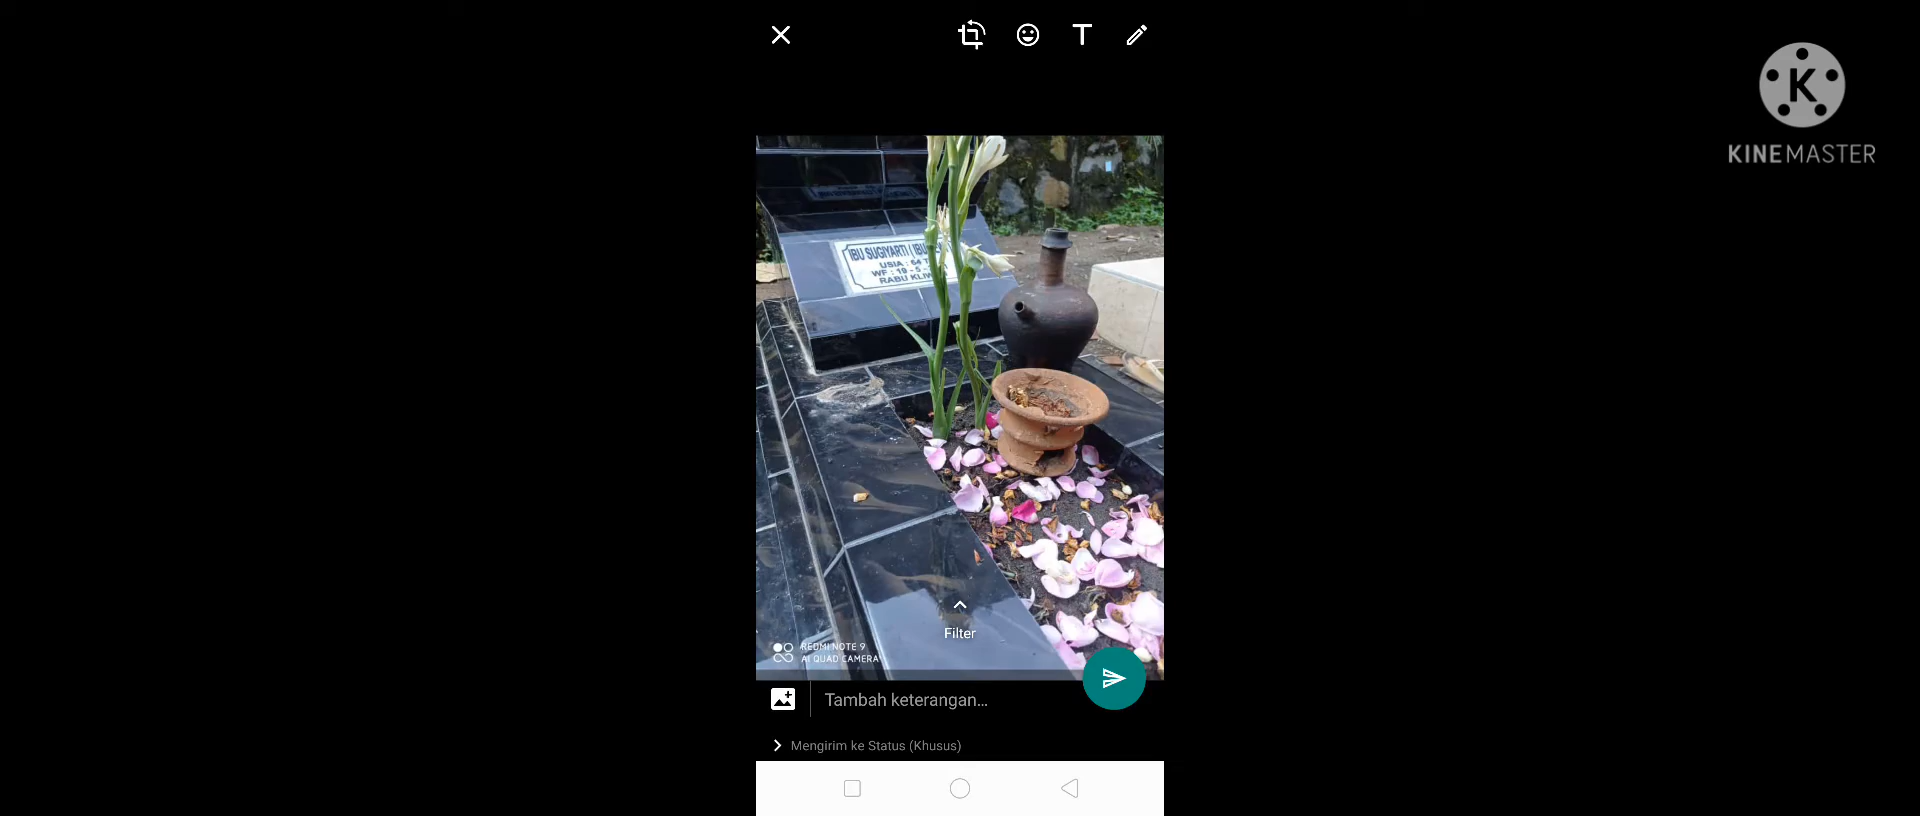 T
K
KINEMASTER
IBU SUGIYARTI / IBU
USIA : 64
WF : 19 - 5 -
RABU KLIW
Filter
REDMI NOTE 9
AI QUAD CAMERA
Tambah keterangan...
Mengirim ke Status (Khusus)